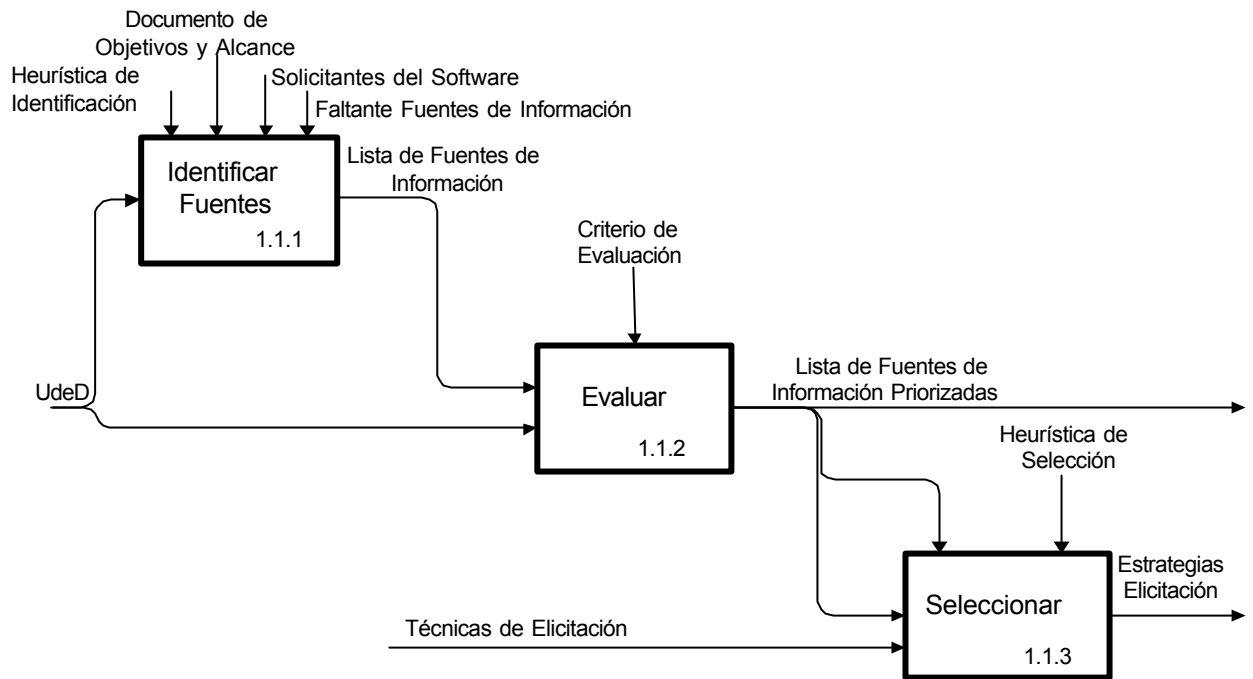 Documento de
Objetivos y Alcance
Heurística de
Identificación
Solicitantes del Software
Faltante Fuentes de Información
Identificar
Fuentes
1.1.1
Lista de Fuentes de
Información
Criterio de
Evaluación
UdeD
Evaluar
1.1.2
Lista de Fuentes de
Información Priorizadas
Heurística de
Selección
Técnicas de Elicitación
Seleccionar
1.1.3
Estrategias
Elicitación